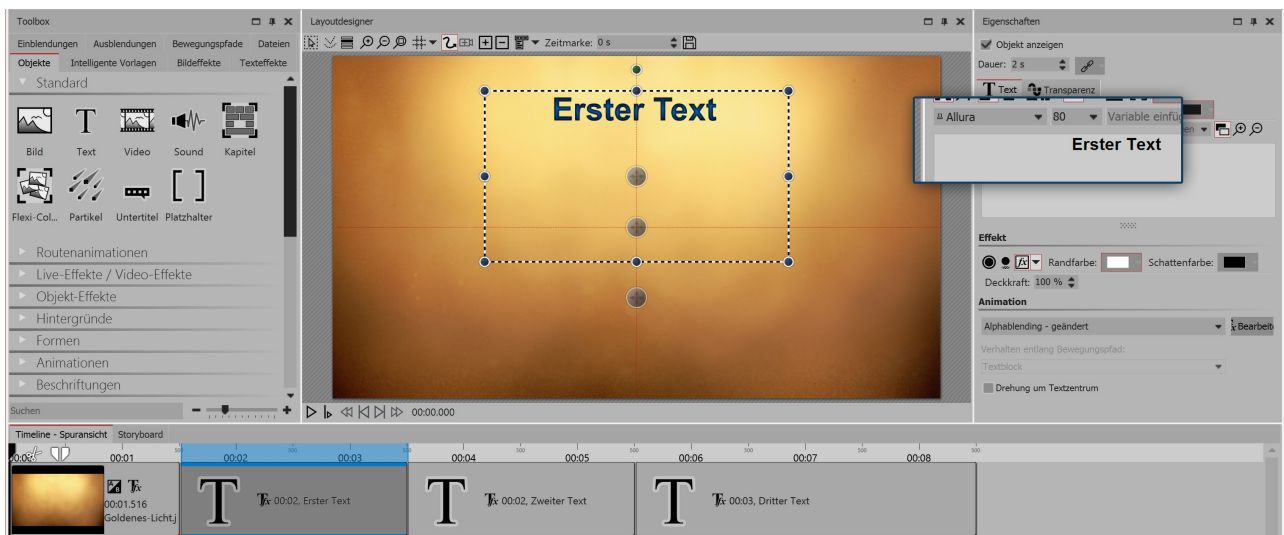 Toolbox
Einblendungen Ausblendungen Bewegungspfade Dateien
Objekte Intelligente Vorlagen Bildeffekte Texteffekte
Standard
Bild Text Video Sound Kapitel
Flexi-Col... Partikel Untertitel Platzhalter
Routenanimationen
Live-Effekte / Video-Effekte
Objekt-Effekte
Hintergründe
Formen
Animationen
Beschriftungen
Suchen
Layoutdesigner
Zeitmarke: 0 s
Erster Text
00:00.000
Eigenschaften
Objekt anzeigen
Dauer: 2 s
Text Transparenz
Allura 80 Variable einfüg
Erster Text
Effekt
fx Randfarbe: Schattenfarbe:
Deckkraft: 100 %
Animation
Alphablending - geändert Bearbeit
Verhalten entlang Bewegungspfad:
Textblock
Drehung um Textzentrum
Timeline - Spuransicht Storyboard
00:01 00:02 00:03 00:04 00:05 00:06 00:07 00:08
00:01.516
Goldenes-Licht.j
00:02, Erster Text
00:02, Zweiter Text
00:03, Dritter Text